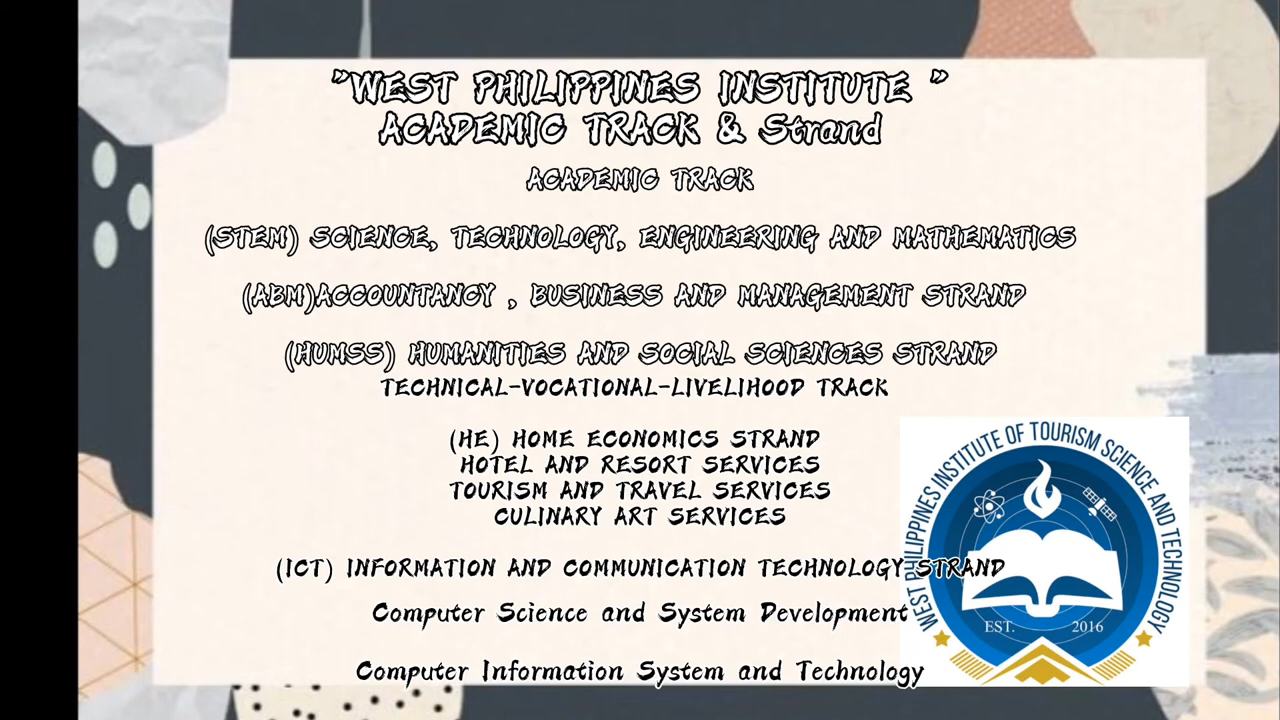 "WEST PHILIPPINES INSTITUTE "
ACADEMIC TRACK & Strand
ACADEMIC TRACK
(STEM) SCIENCE, TECHNOLOGY, ENGINEERING AND MATHEMATICS
(ABM)ACCOUNTANCY , BUSINESS AND MANAGEMENT STRAND
(HUMSS) HUMANITIES AND SOCIAL SCIENCES STRAND
TECHNICAL-VOCATIONAL-LIVELIHOOD TRACK
(HE) HOME ECONOMICS STRAND
HOTEL AND RESORT SERVICES
TOURISM AND TRAVEL SERVICES
CULINARY ART SERVICES
(ICT) INFORMATION AND COMMUNICATION TECHNOLOGY STRAND
Computer Science and System Development
Computer Information System and Technology
WEST PHILIPPINES INSTITUTE OF TOURISM SCIENCE AND TECHNOLOGY
EST. 2016